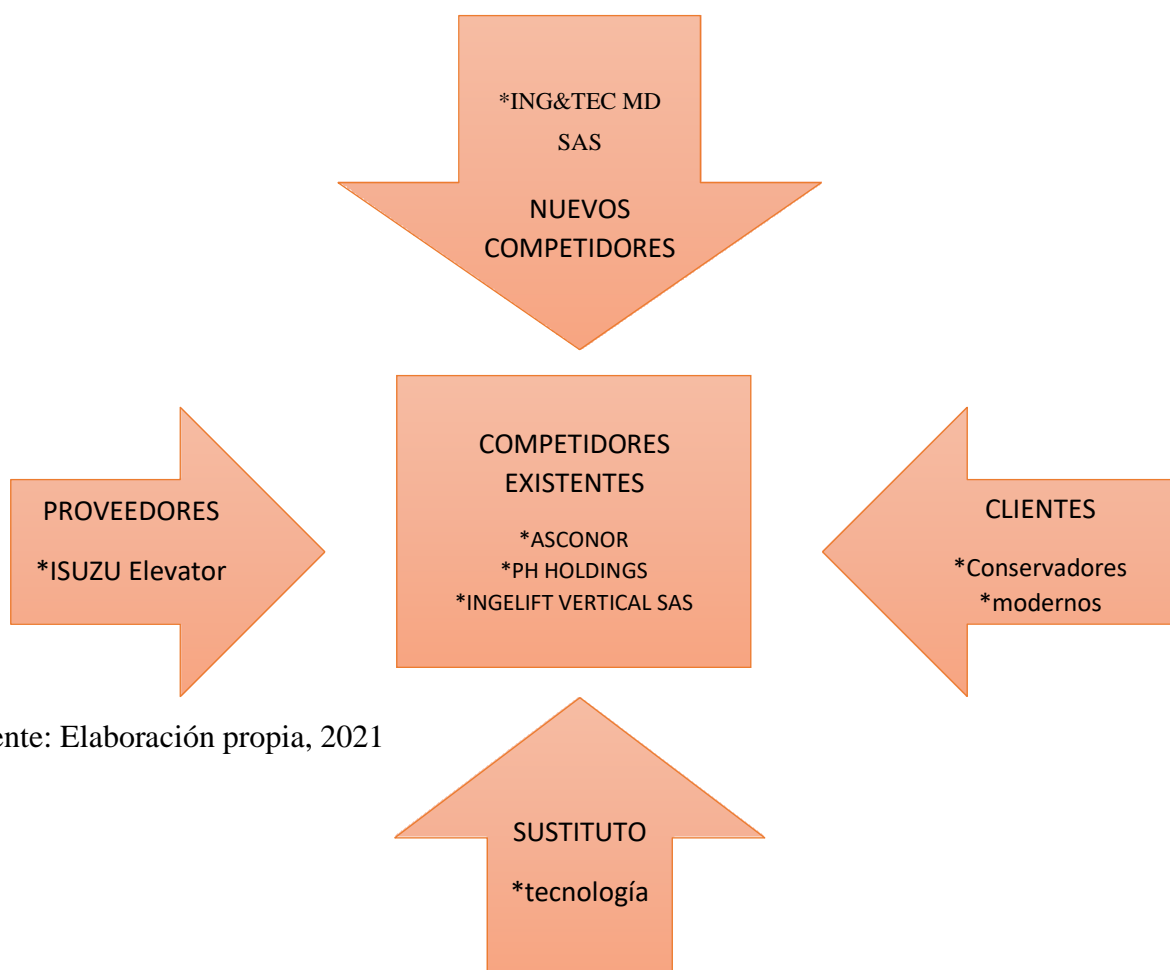 *ING&TEC MD
SAS
NUEVOS
COMPETIDORES
COMPETIDORES
EXISTENTES
*ASCONOR
*PH HOLDINGS
*INGELIFT VERTICAL SAS
PROVEEDORES
*ISUZU Elevator
CLIENTES
*Conservadores
*modernos
ente: Elaboración propia, 2021
SUSTITUTO
*tecnología